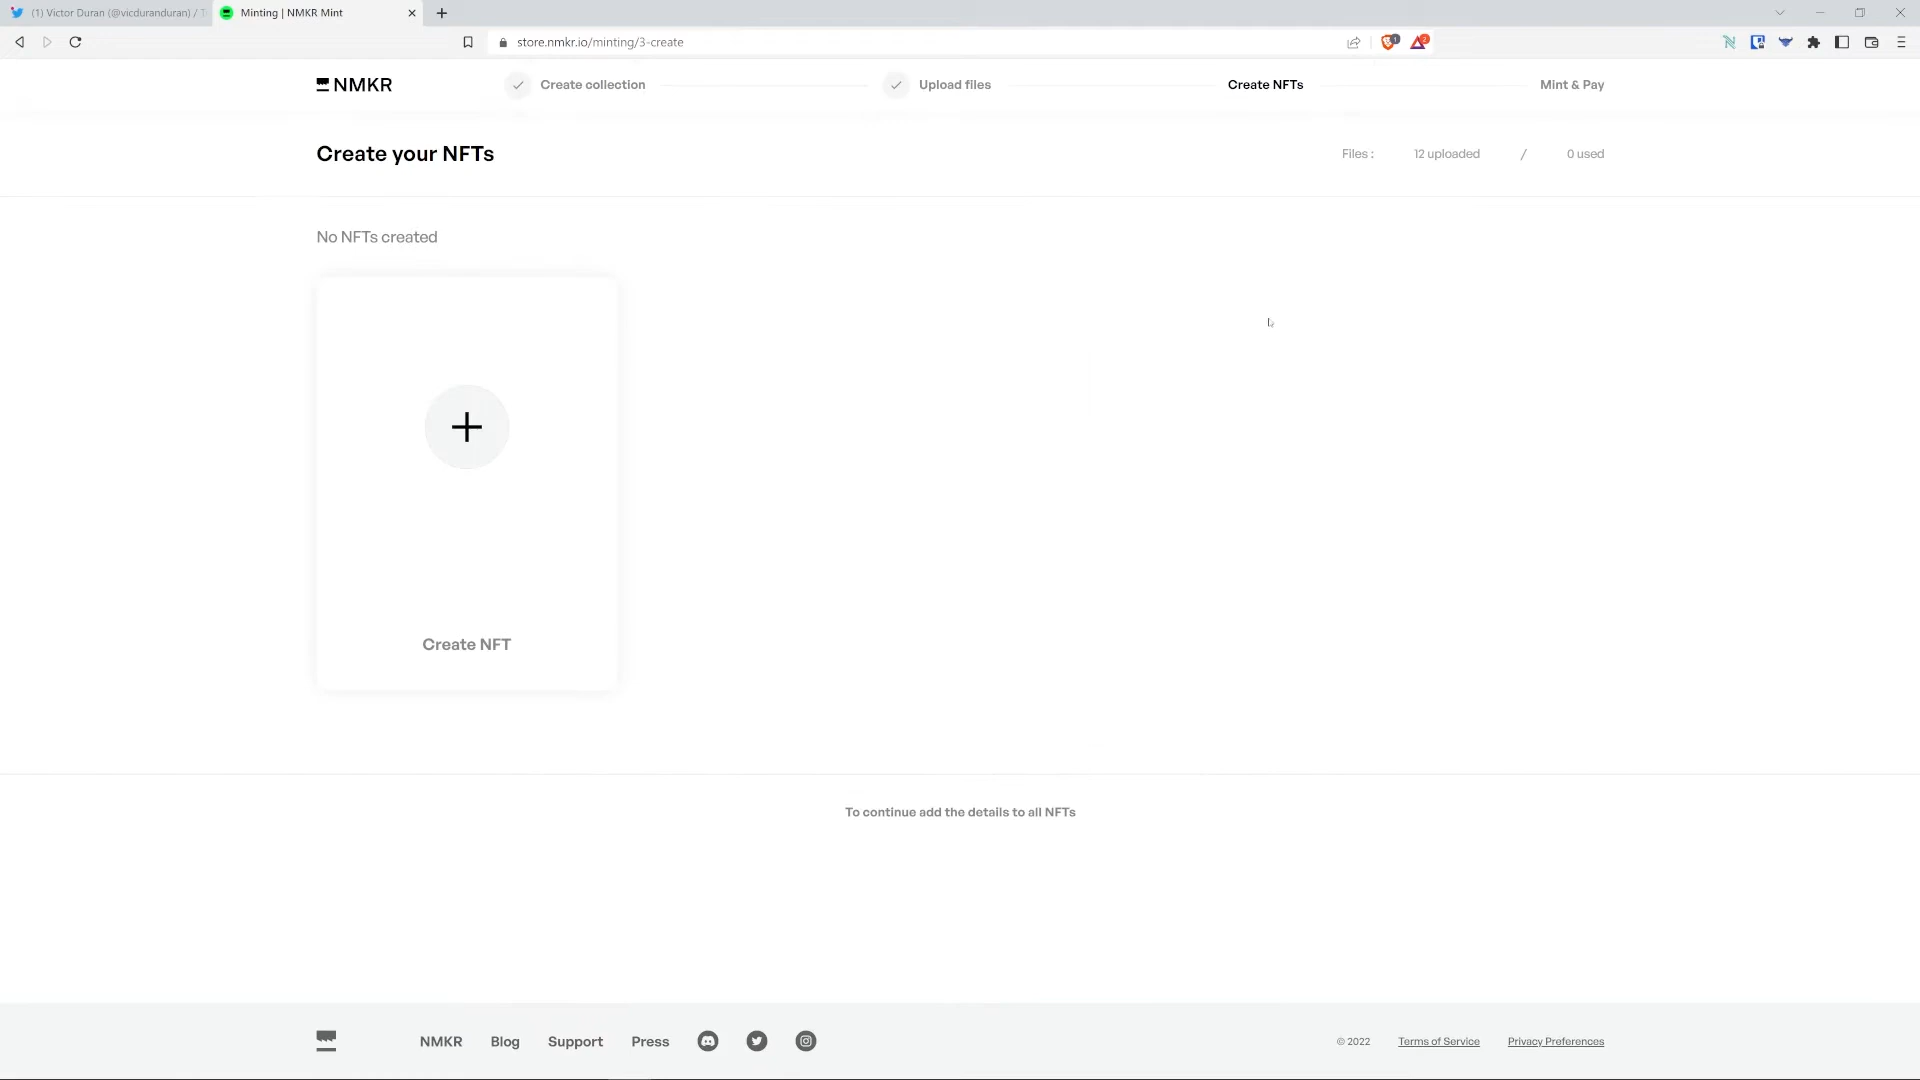 (1) Victor Duran (@vicduranduran) / T
Minting | NMKR Mint
store.nmkr.io/minting/3-create
1
2
NMKR
Create collection
Upload files
Create NFTs
Mint & Pay
Create your NFTs
Files :
12 uploaded
/
0 used
No NFTs created
Create NFT
To continue add the details to all NFTs
NMKR
Blog
Support
Press
© 2022
Terms of Service
Privacy Preferences